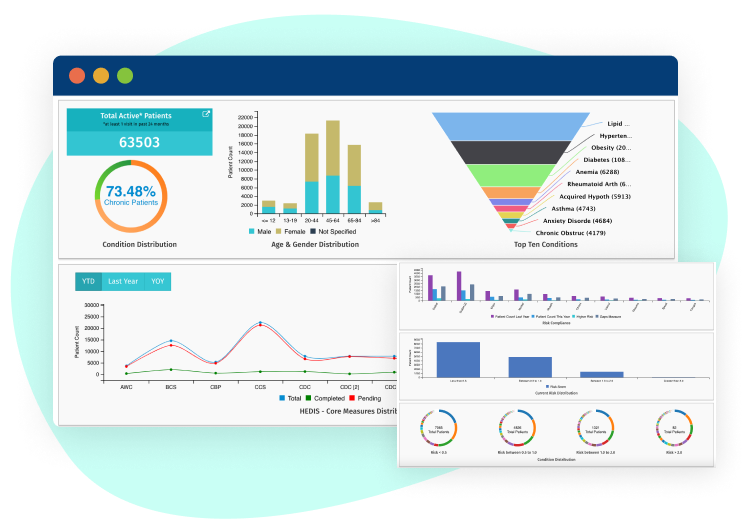 Total Active* Patients
*at least 1 visit in past 24 months
63503
73.48%
Chronic Patients
Condition Distribution
Patient Count
22000
20000
18000
16000
14000
12000
10000
8000
6000
4000
2000
0
<= 12 13-19 20-44 45-64 65-84 >84
Male Female Not Specified
Age & Gender Distribution
Lipid ...
Hyperten...
Obesity (20...
Diabetes (108...
Anemia (6288)
Rheumatoid Arth (6...
Acquired Hypoth (5913)
Asthma (4743)
Anxiety Disorde (4684)
Chronic Obstruc (4179)
Top Ten Conditions
YTD Last Year YOY
Patient Count
30000
25000
20000
15000
10000
5000
0
AWC BCS CBP CCS CDC CDC [2] CDC
Total Completed Pending
HEDIS - Core Measures Distrib
Patient Count Last Year Patient Count This Year Higher Risk Gaps Measure
Risk Compliance
Risk Score
Current Risk Distribution
Total Patients
Total Patients
Total Patients
Total Patients
Risk < 0.5 Risk between 0.5 to 1.0 Risk between 1.0 to 2.0 Risk > 2.0
Condition Distribution